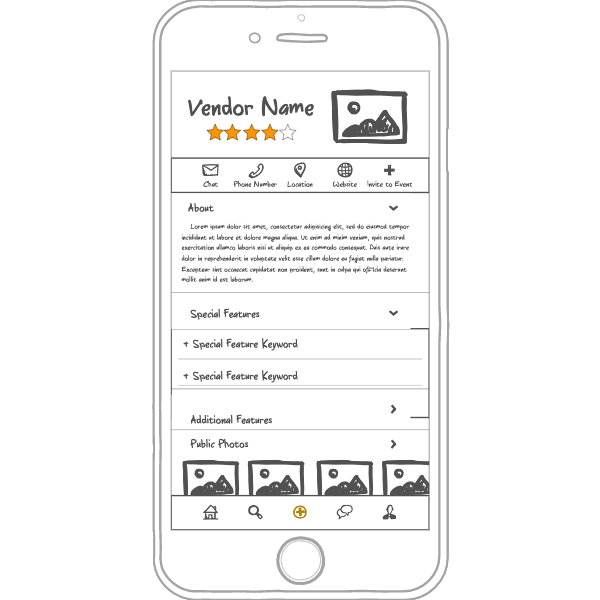 Vendor Name
Chat Phone Number Location Website Invite to Event
About
Lorem ipsum dolor sit amet, consectetur adipisicing elit, sed do eiusmod tempor
incididunt ut labore et dolore magna aliqua. Ut enim ad minim veniam, quis nostrud
exercitation ullamco laboris nisi ut aliquip ex ea commodo consequat. Duis aute irure
dolor in reprehenderit in voluptate velit esse cillum dolore eu fugiat nulla pariatur.
Excepteur sint occaecat cupidatat non proident, sunt in culpa qui officia deserunt
mollit anim id est laborum.
Special Features
+ Special Feature Keyword
+ Special Feature Keyword
Additional Features
Public Photos